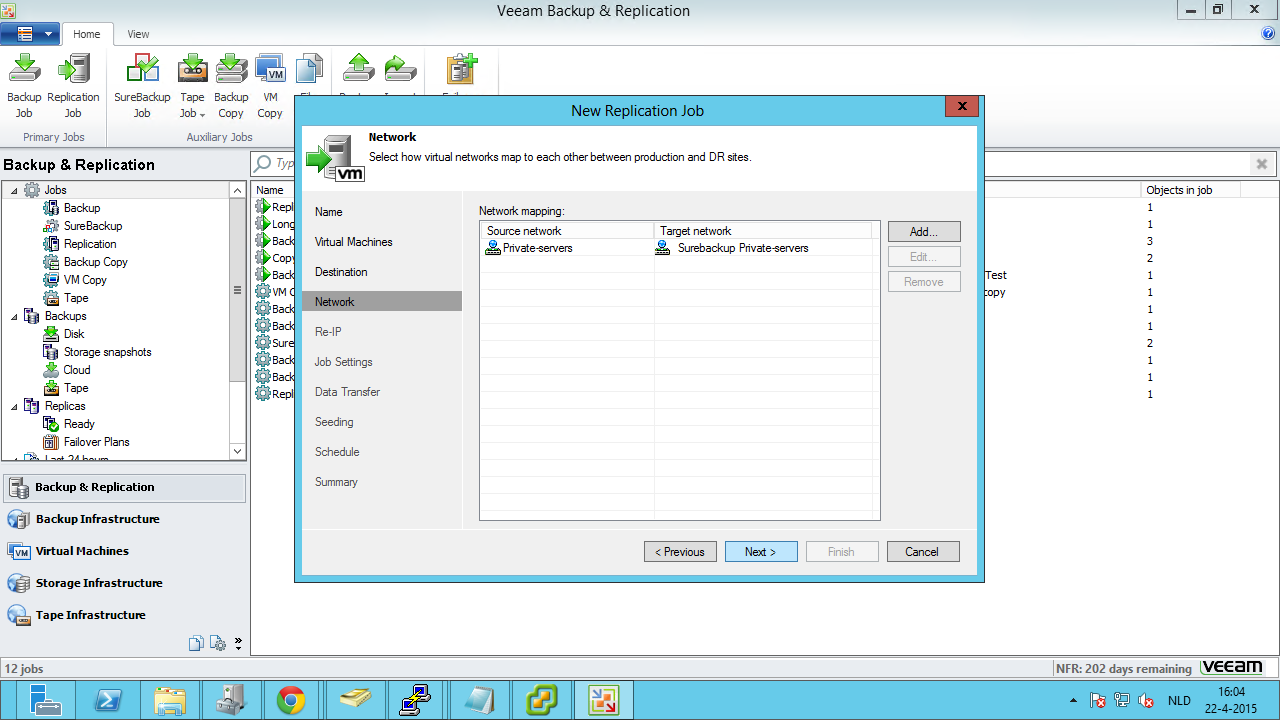 Veeam Backup & Replication
Home View
Backup Job
Replication Job
SureBackup Job
Tape Job
Backup Copy
VM Copy
Primary Jobs
Auxiliary Jobs
Backup & Replication
Jobs
Backup
SureBackup
Replication
Backup Copy
VM Copy
Tape
Backups
Disk
Storage snapshots
Cloud
Tape
Replicas
Ready
Failover Plans
Last 24 hours
Backup & Replication
Backup Infrastructure
Virtual Machines
Storage Infrastructure
Tape Infrastructure
Name
Repl
Long
Back
Copy
Back
VM C
Back
Back
Sure
Back
Back
Repl
Objects in job
1
1
3
2
Test 1
copy 1
1
1
2
1
1
1
New Replication Job
Network
Select how virtual networks map to each other between production and DR sites.
vm
Name
Virtual Machines
Destination
Network
Re-IP
Job Settings
Data Transfer
Seeding
Schedule
Summary
Network mapping:
Source network Target network
Private-servers Surebackup Private-servers
Add...
Edit...
Remove
< Previous Next > Finish Cancel
12 jobs
NFR: 202 days remaining veeam
NLD
16:04
22-4-2015